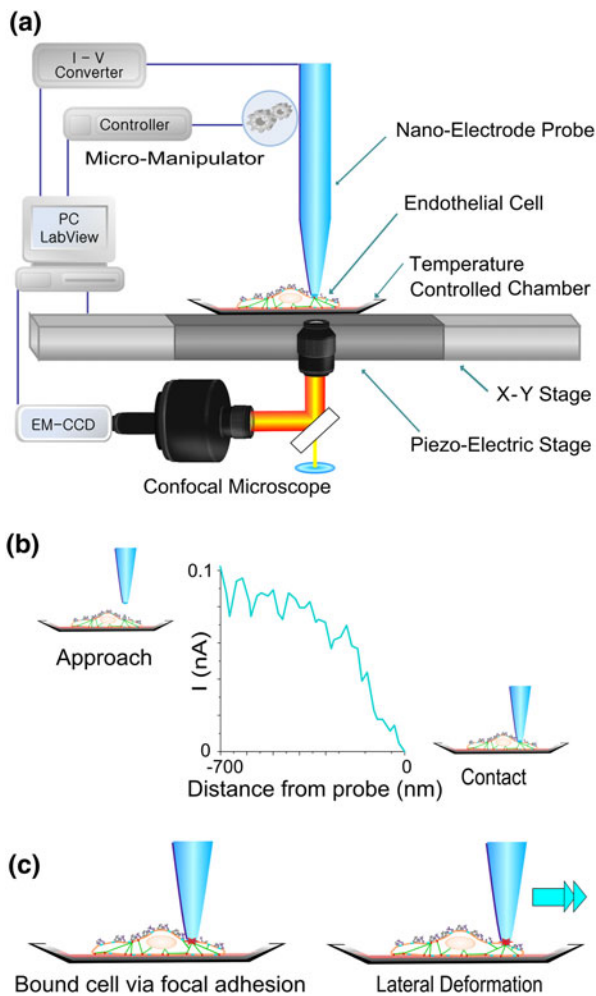 (a)
I - V
Converter
Controller
Micro-Manipulator
Nano-Electrode Probe
Endothelial Cell
PC
LabView
Temperature
Controlled Chamber
X-Y Stage
EM-CCD
Piezo-Electric Stage
Confocal Microscope
(b)
0.1
I (nA)
Approach
0
-700
0
Distance from probe (nm)
Contact
(c)
Bound cell via focal adhesion
Lateral Deformation